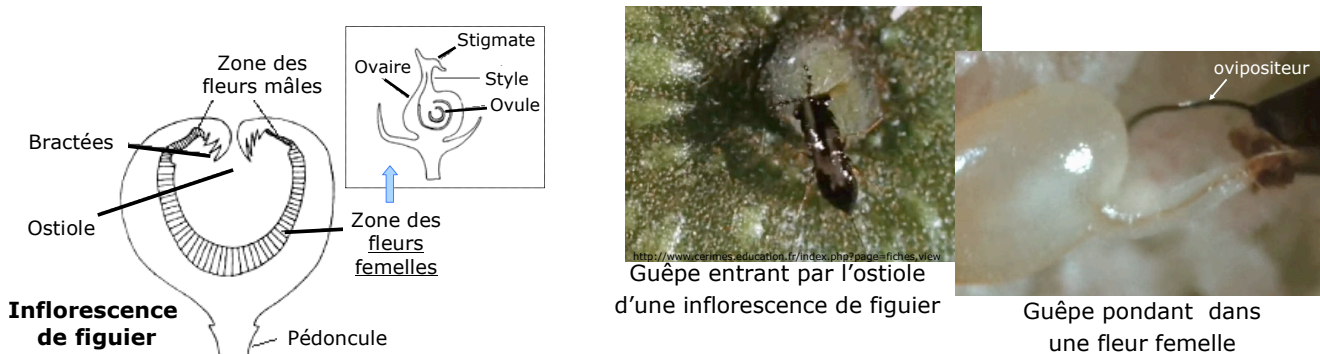 Zone des
fleurs mâles
Bractées
Ostiole
Zone des
fleurs
femelles
Inflorescence
de figuier
Pédoncule
Stigmate
Ovaire
Style
Ovule
http://www.cerimes.education.fr/index.php?page=fiches,view
Guêpe entrant par l'ostiole
d'une inflorescence de figuier
ovipositeur
Guêpe pondant dans
une fleur femelle